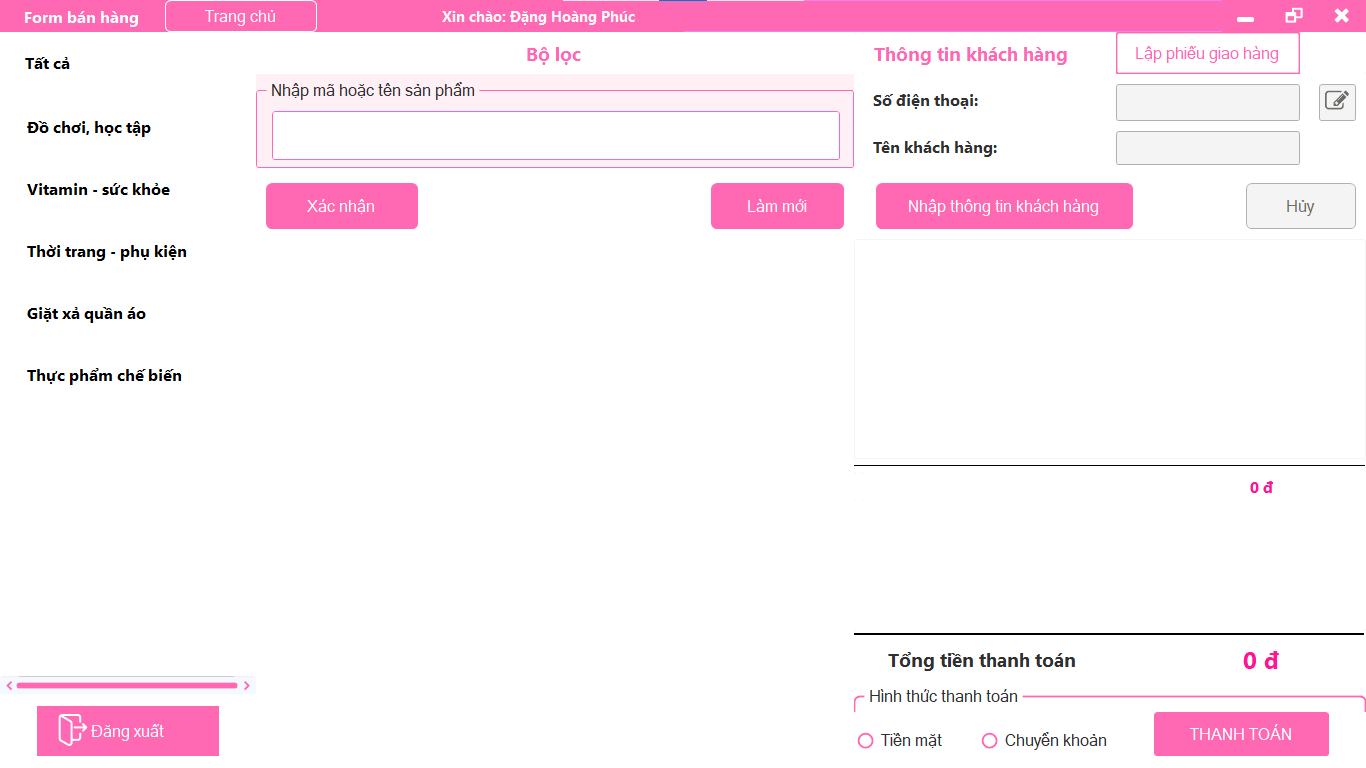 Form bán hàng
Trang chủ
Xin chào: Đặng Hoàng Phúc
Tất cả
Đồ chơi, học tập
Vitamin - sức khỏe
Thời trang - phụ kiện
Giặt xả quần áo
Thực phẩm chế biến
Đăng xuất
Bộ lọc
Nhập mã hoặc tên sản phẩm
Xác nhận
Làm mới
Thông tin khách hàng
Lập phiếu giao hàng
Số điện thoại:
Tên khách hàng:
Nhập thông tin khách hàng
Hủy
0 đ
Tổng tiền thanh toán
0 đ
Hình thức thanh toán
Tiền mặt
Chuyển khoản
THANH TOÁN